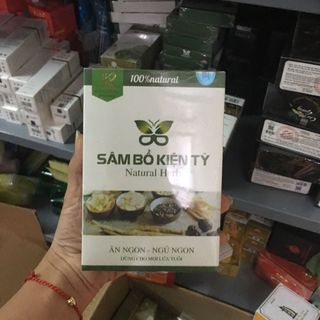 100% natural
SÂM BỔ KIỆN TỲ
Natural Herb
ĂN NGON - NGỦ NGON
DÙNG CHO MỌI LỨA TUỔI